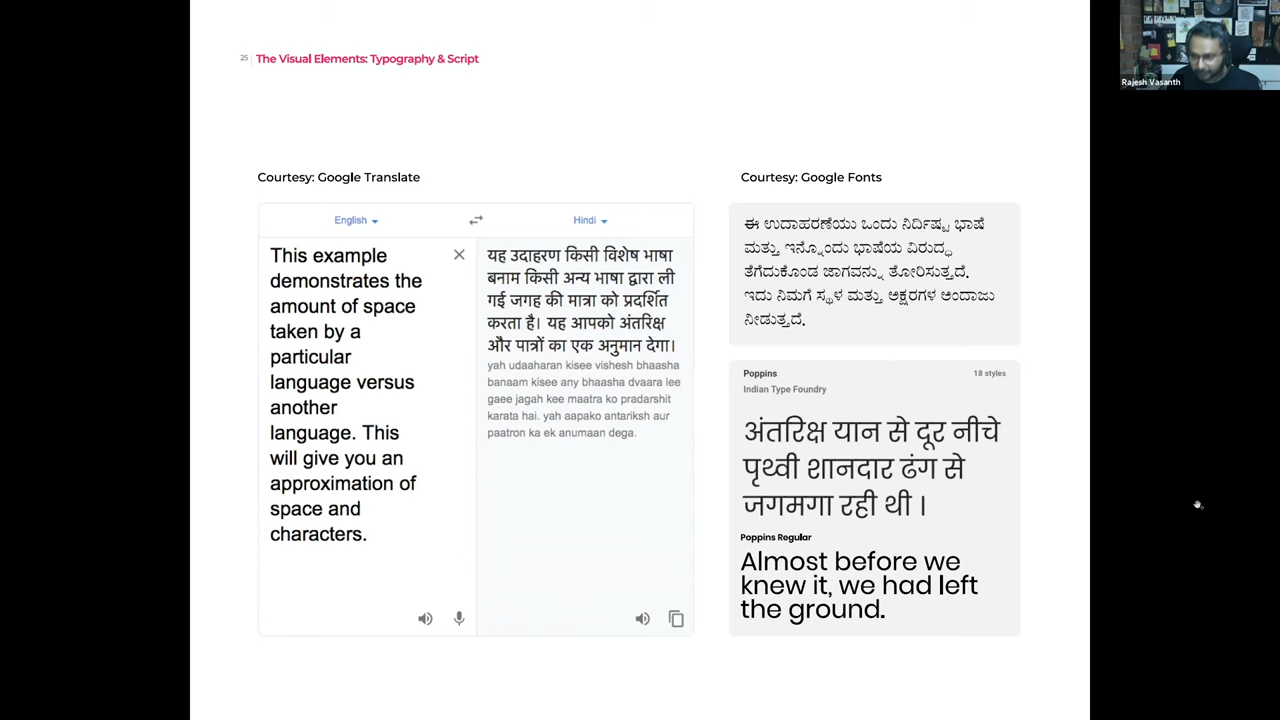 25 | The Visual Elements: Typography & Script
Rajesh Vasanth
Courtesy: Google Translate
English
Hindi
This example
demonstrates the
amount of space
taken by a
particular
language versus
another
language. This
will give you an
approximation of
space and
characters.
यह उदाहरण किसी विशेष भाषा
बनाम किसी अन्य भाषा द्वारा ली
गई जगह की मात्रा को प्रदर्शित
करता है। यह आपको अंतरिक्ष
और पात्रों का एक अनुमान देगा।
yah udaaharan kisee vishesh bhaasha
banaam kisee any bhaasha dvaara lee
gaee jagah kee maatra ko pradarshit
karata hai. yah aapako antariksh aur
paatron ka ek anumaan dega.
Courtesy: Google Fonts
ಈ ಉದಾಹರಣೆಯು ಒಂದು ನಿರ್ದಿಷ್ಟ ಭಾಷೆ
ಮತ್ತು ಇನ್ನೊಂದು ಭಾಷೆಯ ವಿರುದ್ಧ
ತೆಗೆದುಕೊಂಡ ಜಾಗವನ್ನು ತೋರಿಸುತ್ತದೆ.
ಇದು ನಿಮಗೆ ಸ್ಥಳ ಮತ್ತು ಅಕ್ಷರಗಳ ಅಂದಾಜು
ನೀಡುತ್ತದೆ.
Poppins
18 styles
Indian Type Foundry
अंतरिक्ष यान से दूर नीचे
पृथ्वी शानदार ढंग से
जगमगा रही थी ।
Poppins Regular
Almost before we
knew it, we had left
the ground.